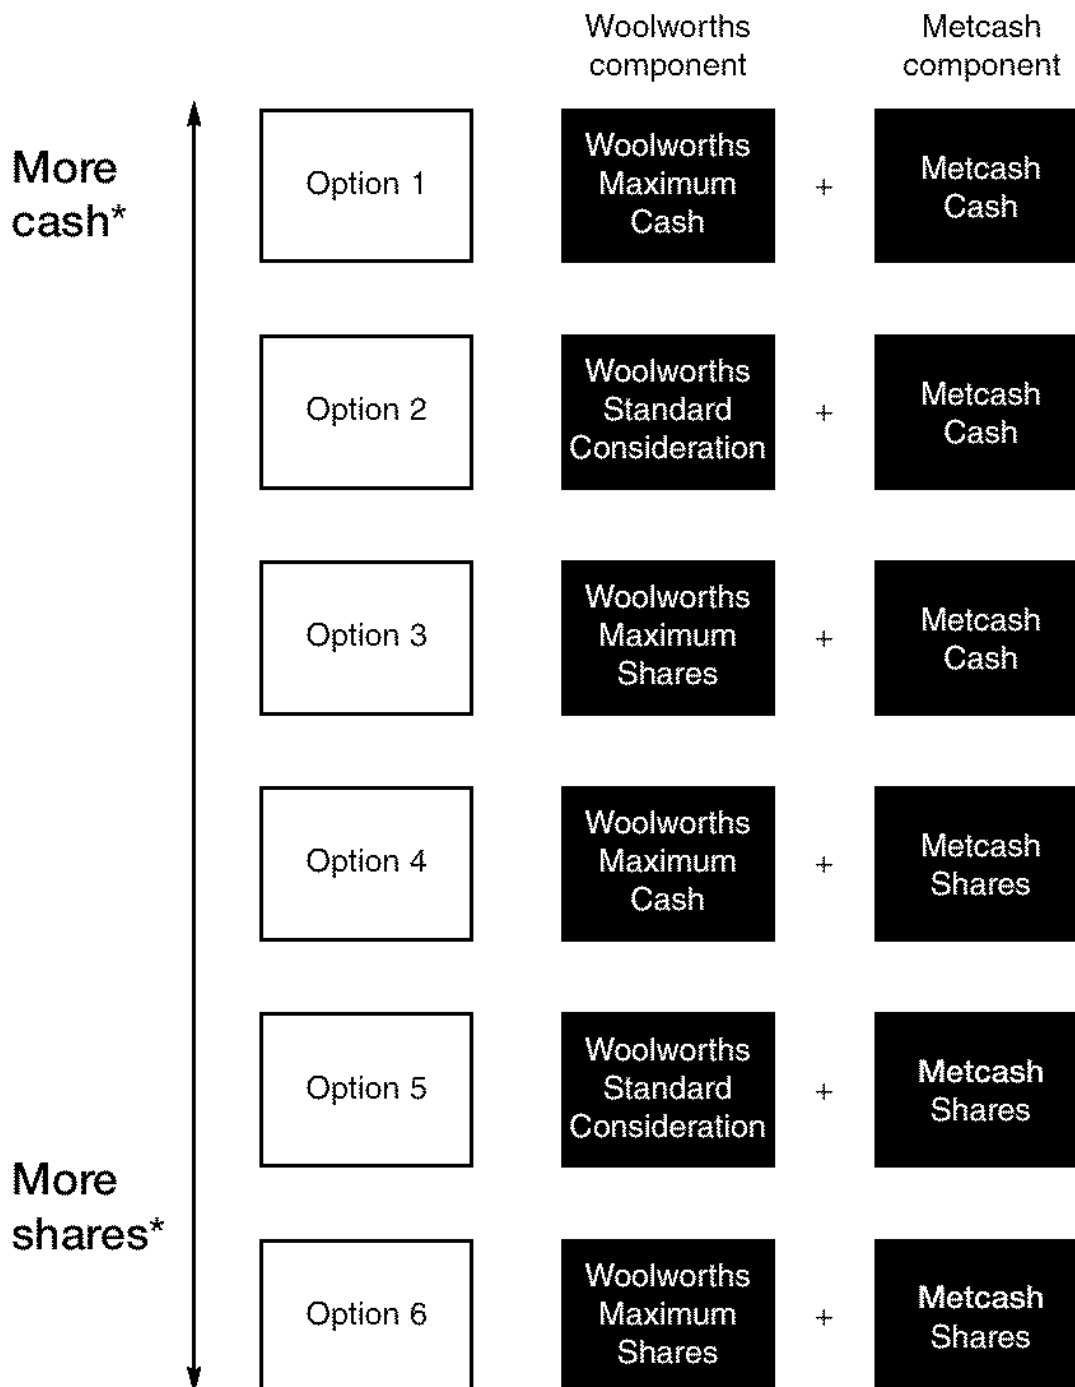 Woolworths
component
Metcash
component
More
cash*
Option 1
Woolworths
Maximum
Cash
+
Metcash
Cash
Option 2
Woolworths
Standard
Consideration
+
Metcash
Cash
Option 3
Woolworths
Maximum
Shares
+
Metcash
Cash
Option 4
Woolworths
Maximum
Cash
+
Metcash
Shares
Option 5
Woolworths
Standard
Consideration
+
Metcash
Shares
More
shares*
Option 6
Woolworths
Maximum
Shares
+
Metcash
Shares